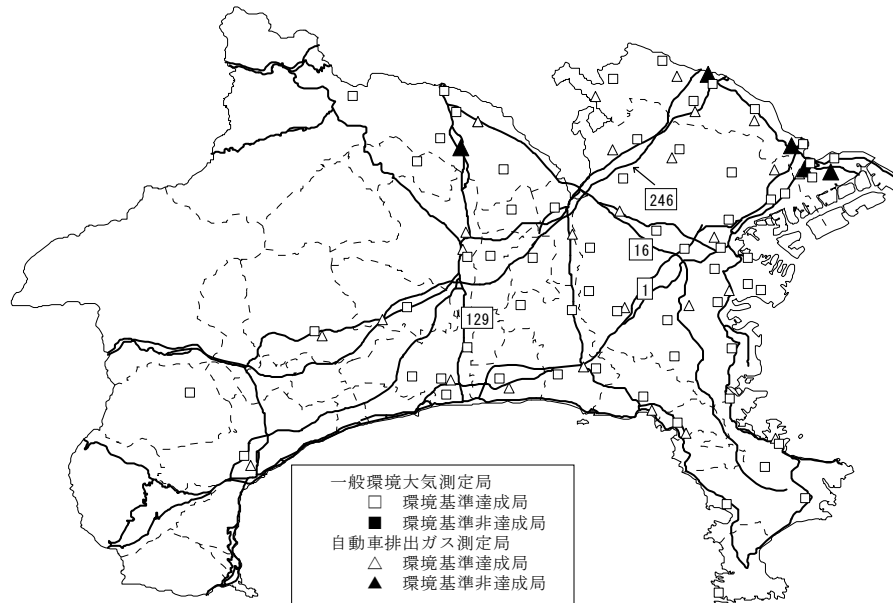 246
16
1
129
一般環境大気測定局
□ 環境基準達成局
■ 環境基準非達成局
自動車排出ガス測定局
△ 環境基準達成局
▲ 環境基準非達成局